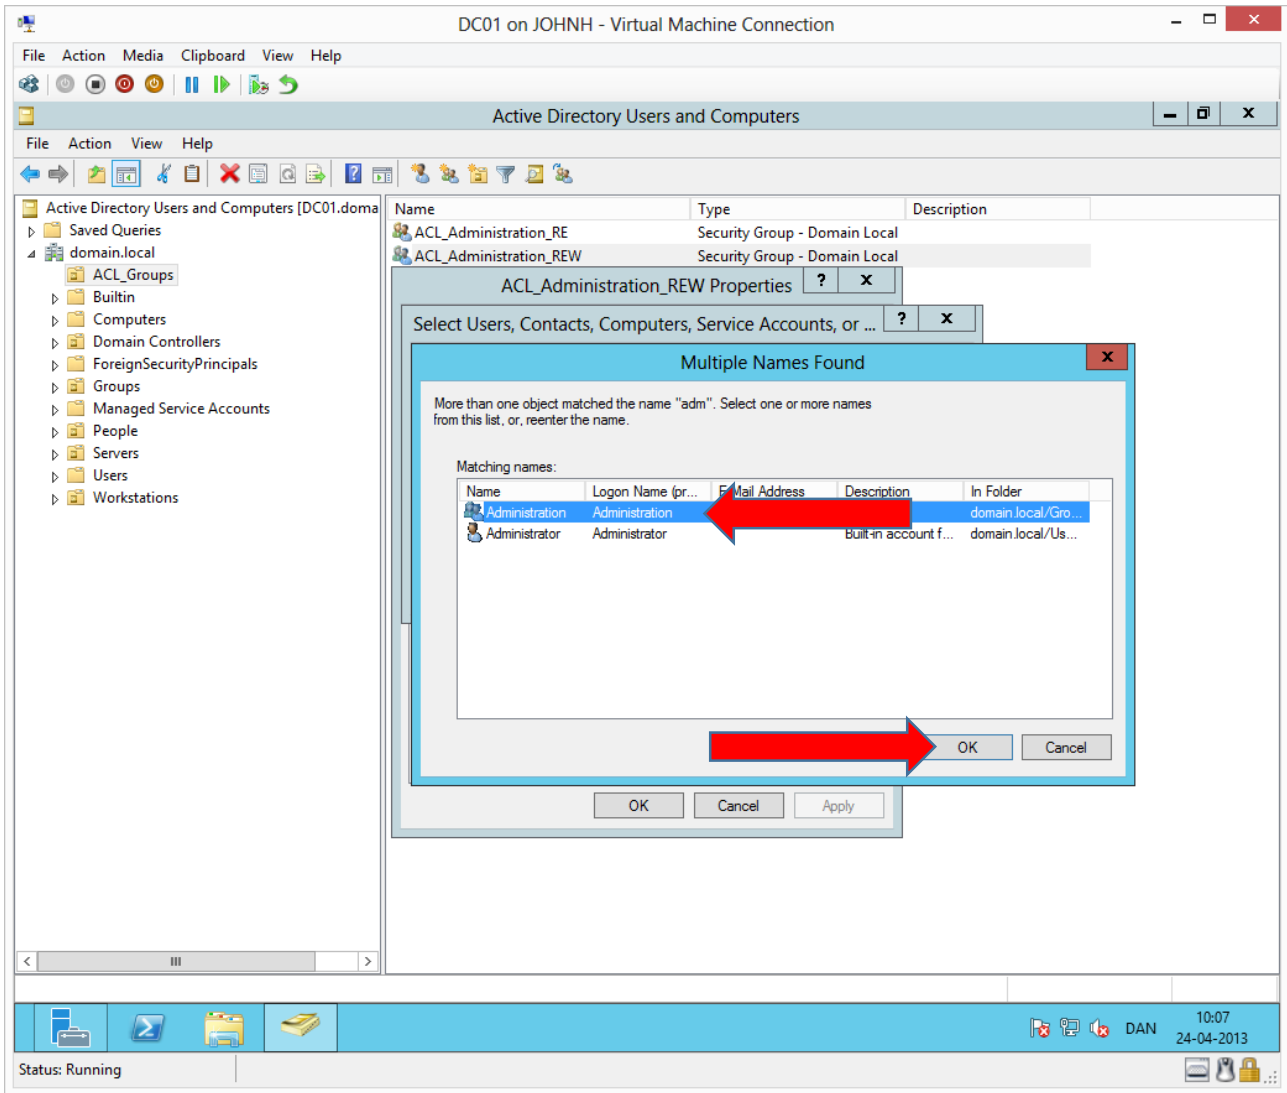 DC01 on JOHNH - Virtual Machine Connection
File Action Media Clipboard View Help
Active Directory Users and Computers
File Action View Help
Active Directory Users and Computers [DC01.doma
Saved Queries
domain.local
ACL_Groups
Builtin
Computers
Domain Controllers
ForeignSecurityPrincipals
Groups
Managed Service Accounts
People
Servers
Users
Workstations
Name Type Description
ACL_Administration_RE Security Group - Domain Local
ACL_Administration_REW Security Group - Domain Local
ACL_Administration_REW Properties
Select Users, Contacts, Computers, Service Accounts, or ...
Multiple Names Found
More than one object matched the name "adm". Select one or more names
from this list, or, reenter the name.
Matching names:
Name Logon Name (pr... Mail Address Description In Folder
Administration Administration domain.local/Gro...
Administrator Administrator Built-in account f... domain.local/Us...
OK Cancel
OK Cancel Apply
DAN
10:07
24-04-2013
Status: Running